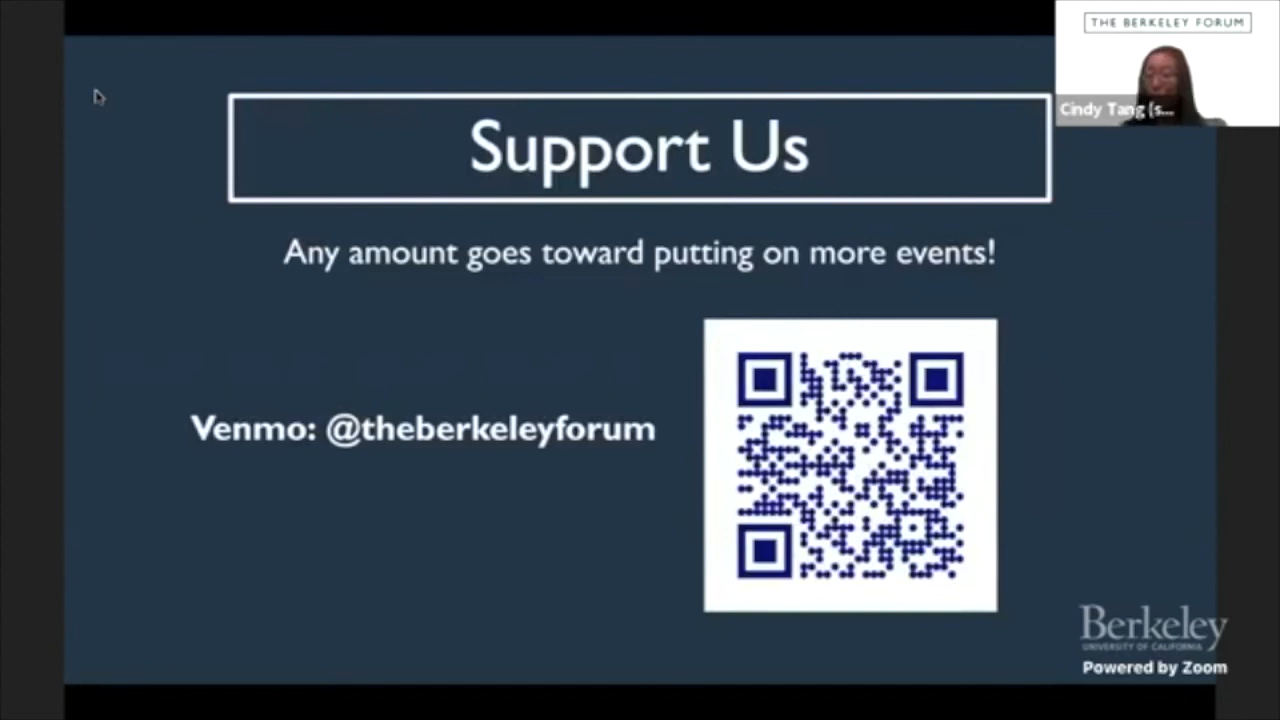 THE BERKELEY FORUM
Cindy Tang (s...
Support Us
Any amount goes toward putting on more events!
Venmo: @theberkeleyforum
Berkeley
UNIVERSITY OF CALIFORNIA
Powered by Zoom